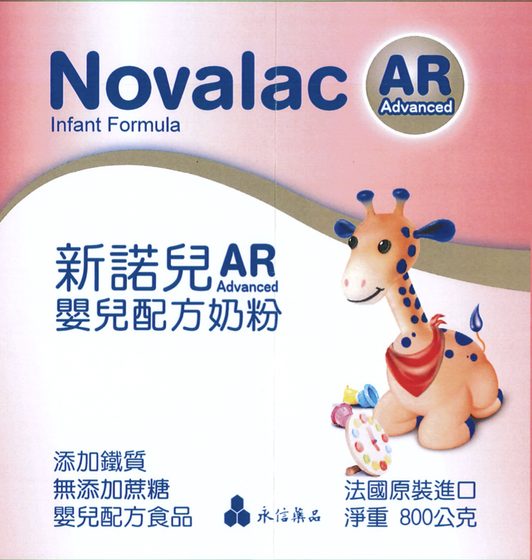 Novalac AR
Advanced
Infant Formula
新諾兒 AR
Advanced
嬰兒配方奶粉
添加鐵質
無添加蔗糖
嬰兒配方食品
永信藥品
法國原裝進口
淨重 800公克